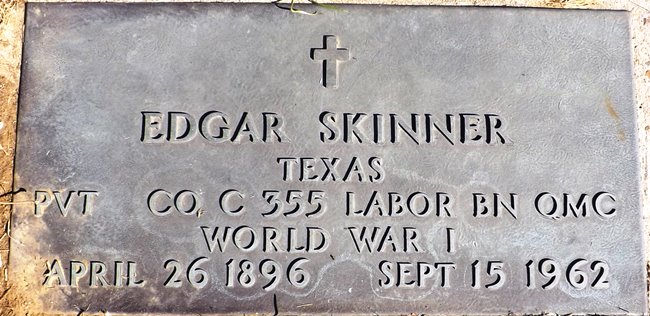 EDGAR SKINNER
TEXAS
PVT CO C 355 LABOR BN QMC
WORLD WAR I
APRIL 26 1896 SEPT 15 1962